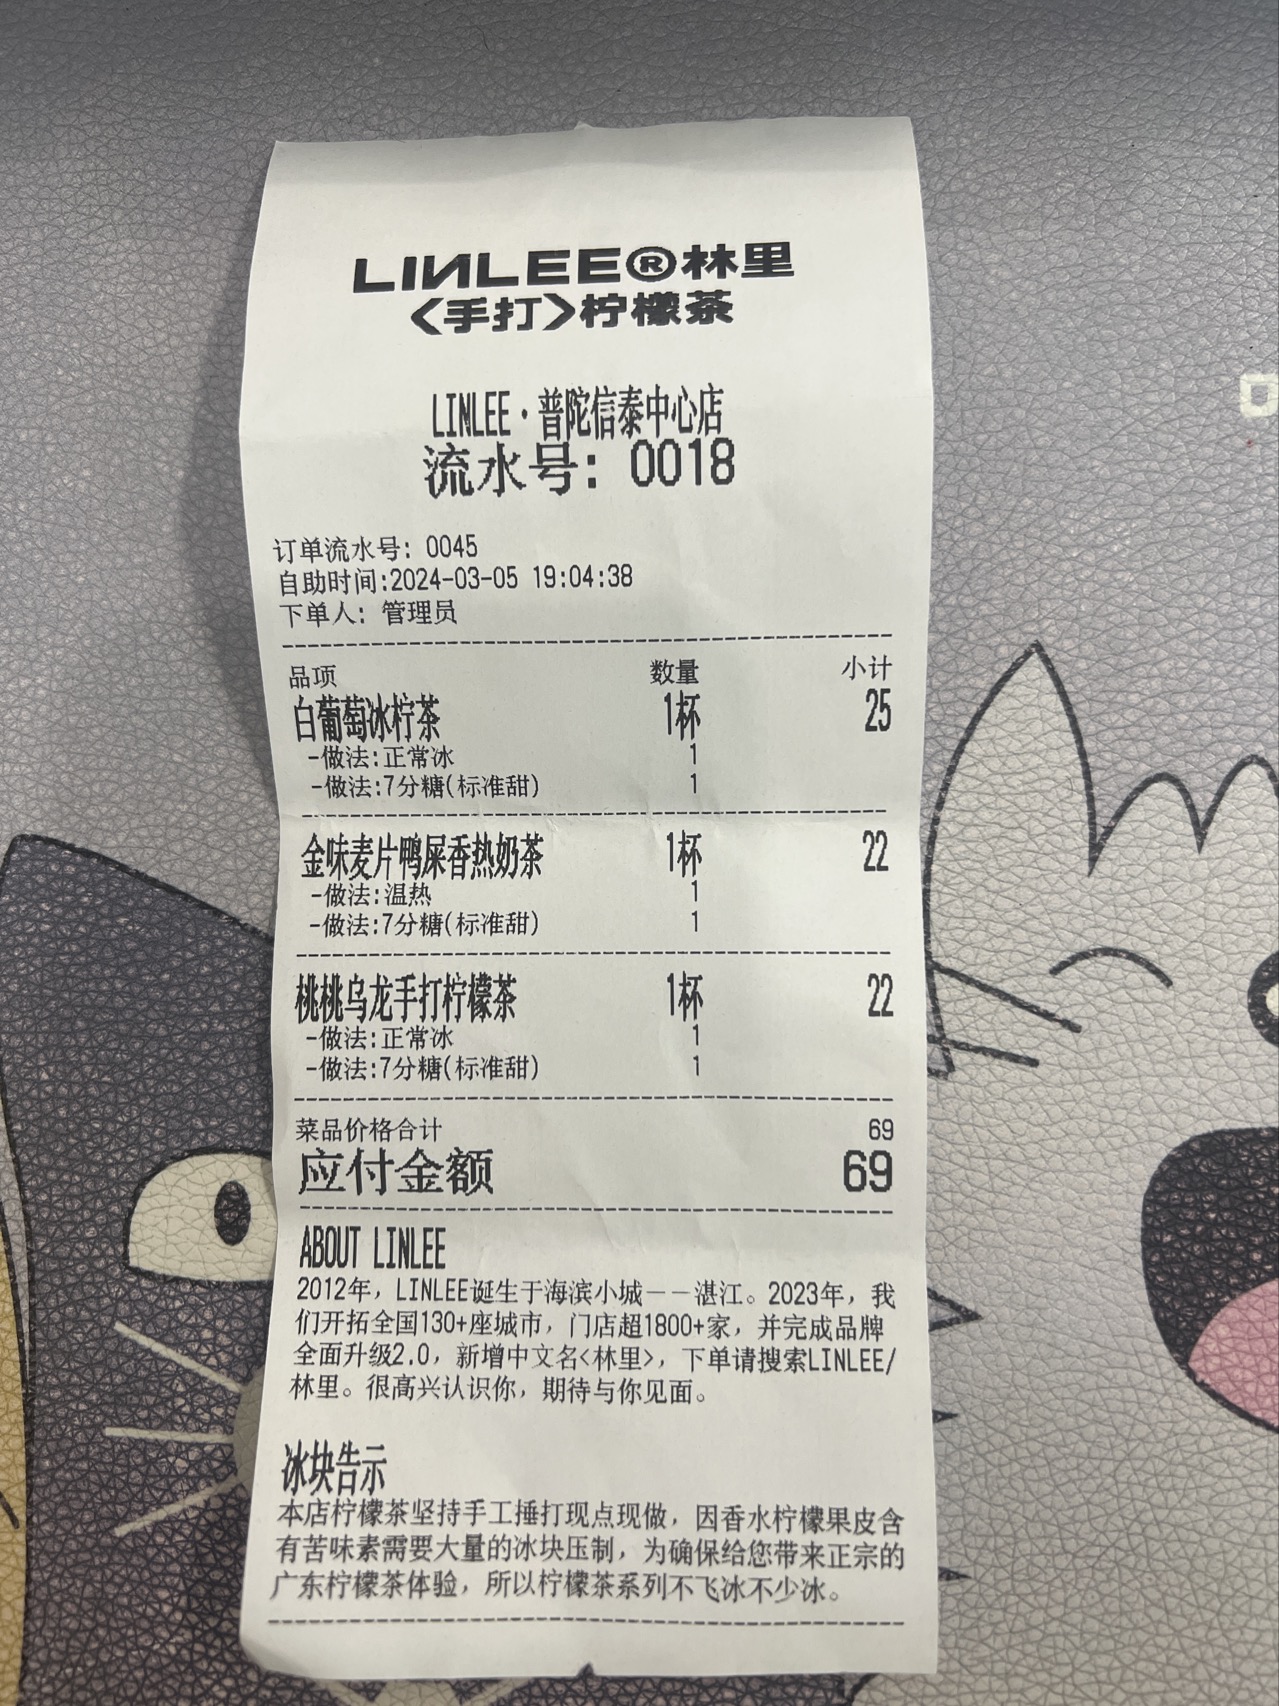 LINLEE®林里
<手打>柠檬茶
LINLEE·普陀信泰中心店
流水号: 0018
订单流水号: 0045
自助时间:2024-03-05 19:04:38
下单人: 管理员
品项 数量 小计
白葡萄冰柠茶 1杯 25
-做法:正常冰 1
-做法:7分糖(标准甜) 1
金味麦片鸭屎香热奶茶 1杯 22
-做法:温热 1
-做法:7分糖(标准甜) 1
桃桃乌龙手打柠檬茶 1杯 22
-做法:正常冰 1
-做法:7分糖(标准甜) 1
菜品价格合计 69
应付金额 69
ABOUT LINLEE
2012年，LINLEE诞生于海滨小城——湛江。2023年，我
们开拓全国130+座城市，门店超1800+家，并完成品牌
全面升级2.0，新增中文名<林里>，下单请搜索LINLEE/
林里。很高兴认识你，期待与你见面。
冰块告示
本店柠檬茶坚持手工捶打现点现做，因香水柠檬果皮含
有苦味素需要大量的冰块压制，为确保给您带来正宗的
广东柠檬茶体验，所以柠檬茶系列不飞冰不少冰。